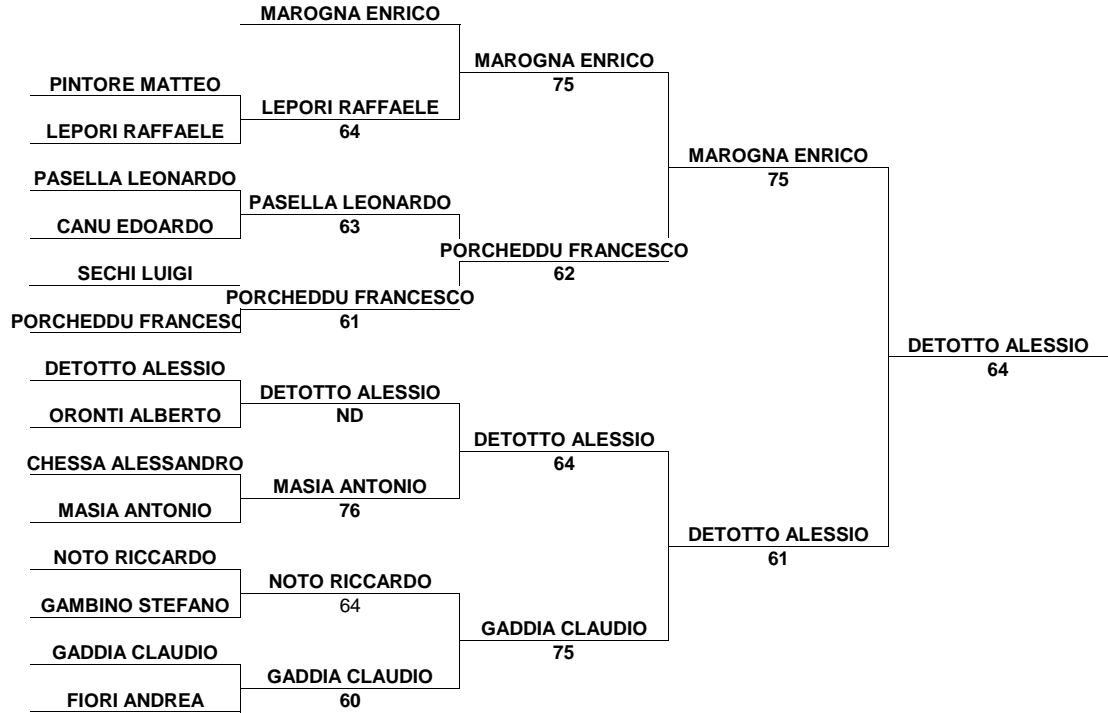 MAROGNA ENRICO
MAROGNA ENRICO
75
PINTORE MATTEO
LEPORI RAFFAELE
64
LEPORI RAFFAELE
MAROGNA ENRICO
75
PASELLA LEONARDO
PASELLA LEONARDO
63
CANU EDOARDO
PORCHEDDU FRANCESCO
62
SECHI LUIGI
PORCHEDDU FRANCESCO
61
PORCHEDDU FRANCESC
DETOTTO ALESSIO
64
DETOTTO ALESSIO
DETOTTO ALESSIO
ND
ORONTI ALBERTO
DETOTTO ALESSIO
64
CHESSA ALESSANDRO
MASIA ANTONIO
76
MASIA ANTONIO
DETOTTO ALESSIO
61
NOTO RICCARDO
NOTO RICCARDO
64
GAMBINO STEFANO
GADDIA CLAUDIO
75
GADDIA CLAUDIO
GADDIA CLAUDIO
60
FIORI ANDREA